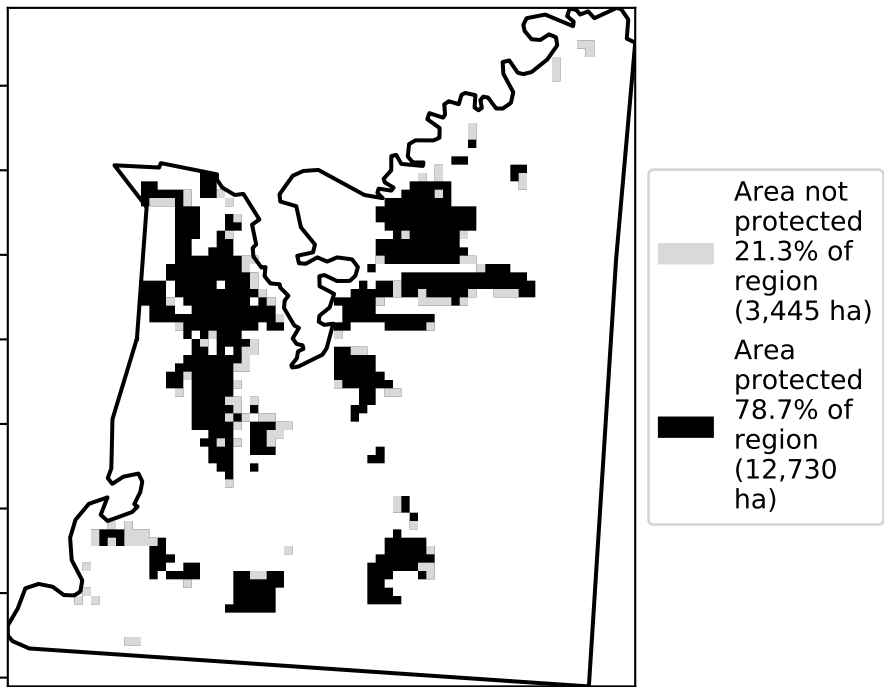 Area not
protected
21.3% of
region
(3,445 ha)
Area
protected
78.7% of
region
(12,730
ha)